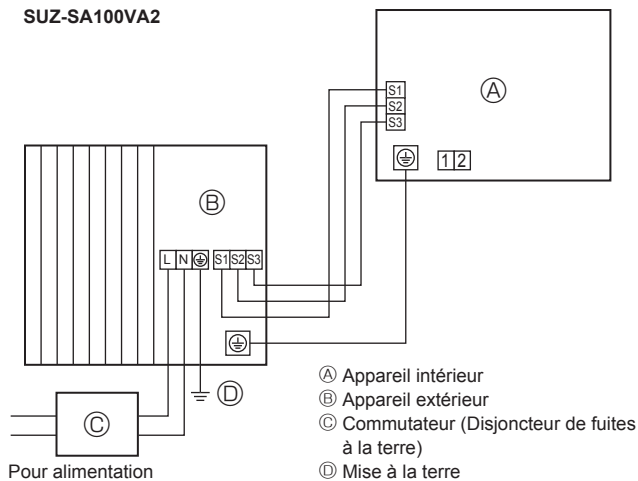 SUZ-SA100VA2
S1
S2
S3
Ⓐ
1 2
Ⓑ
L N S1 S2 S3
Ⓓ
Ⓒ
Pour alimentation
Ⓐ Appareil intérieur
Ⓑ Appareil extérieur
Ⓒ Commutateur (Disjoncteur de fuites
à la terre)
Ⓓ Mise à la terre